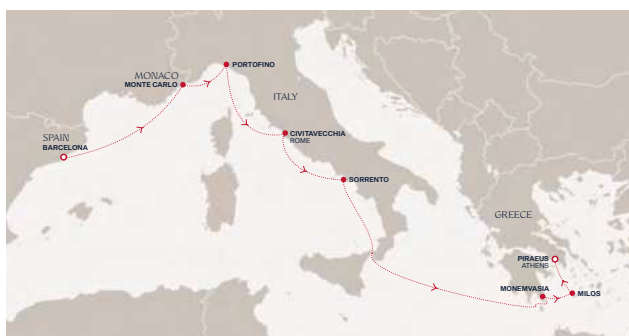 PORTOFINO
MONACO
MONTE CARLO
ITALY
SPAIN
BARCELONA
CIVITAVECCHIA
ROME
SORRENTO
GREECE
PIRAEUS
ATHENS
MONEMVASIA
MILOS